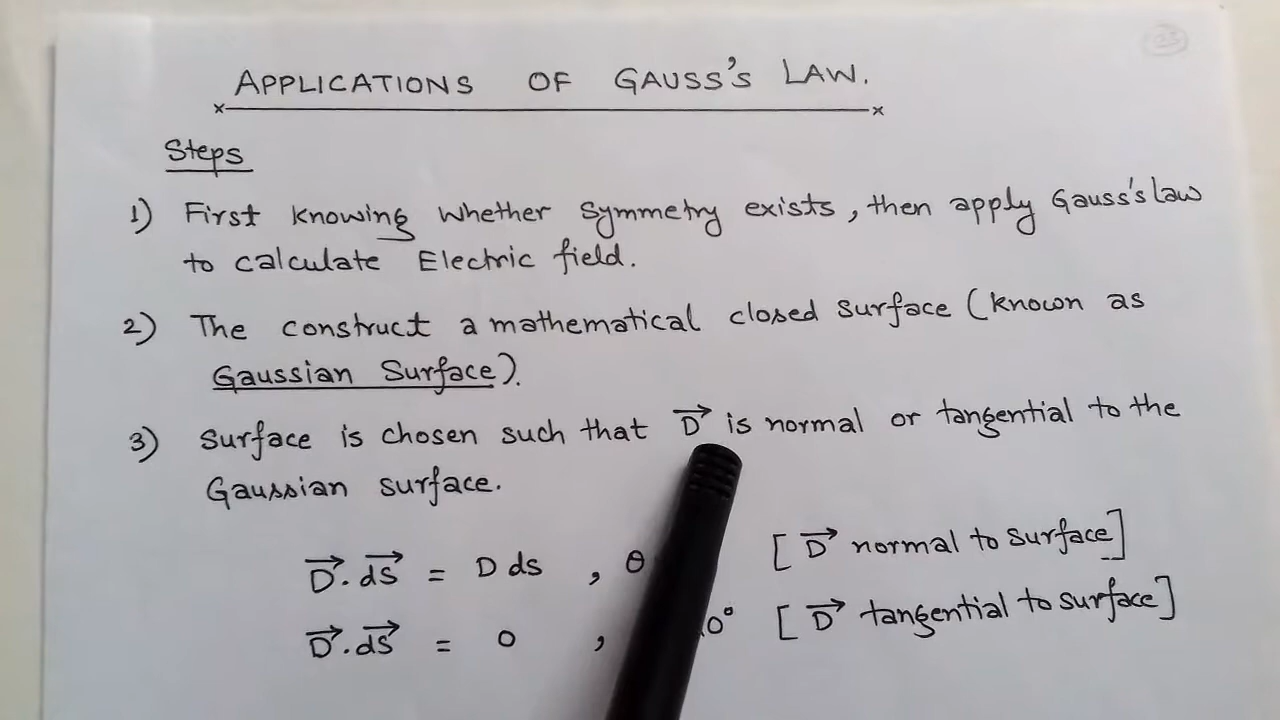 APPLICATIONS OF GAUSS'S LAW.
Steps
1) First knowing whether symmetry exists, then apply Gauss's law
to calculate Electric field.
2) The construct a mathematical closed surface (known as
Gaussian Surface).
3) Surface is chosen such that D⃗ is normal or tangential to the
Gaussian surface.
D⃗.ds⃗ = D ds , θ [D⃗ normal to surface]
D⃗.ds⃗ = 0 , 0° [D⃗ tangential to surface]